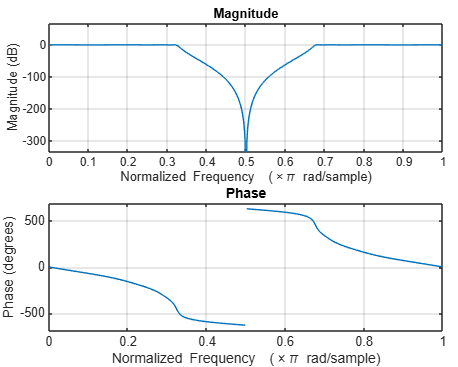 Magnitude
Magnitude (dB)
0
-100
-200
-300
0 0.1 0.2 0.3 0.4 0.5 0.6 0.7 0.8 0.9 1
Normalized Frequency (×π rad/sample)
Phase
Phase (degrees)
500
0
-500
0 0.2 0.4 0.6 0.8 1
Normalized Frequency (×π rad/sample)